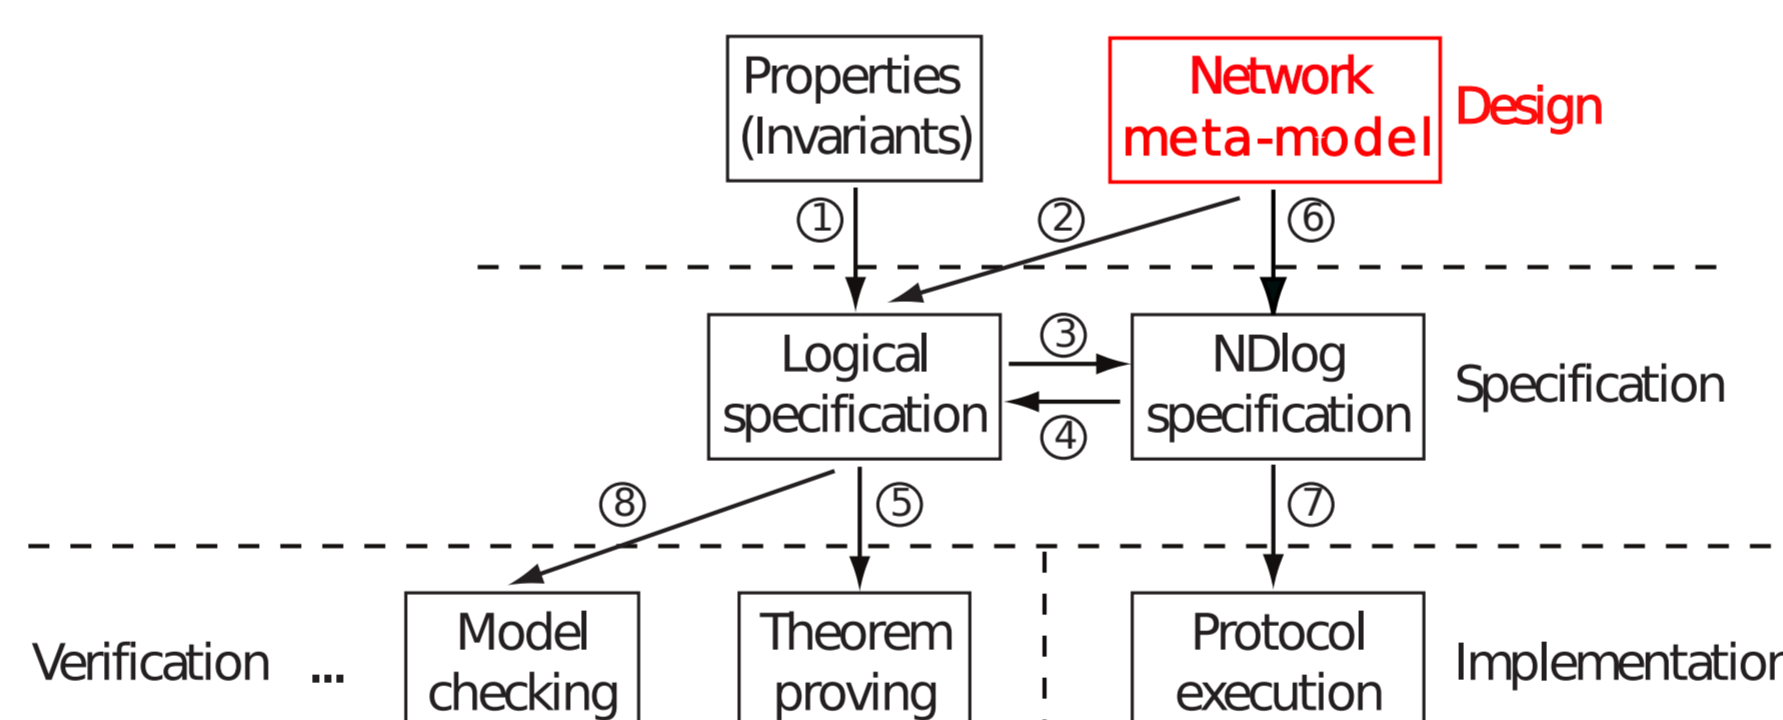 Properties
(Invariants)
Network
meta-model
Design
①
②
⑥
Logical
specification
③
④
NDlog
specification
Specification
⑧
⑤
⑦
Verification ...
Model
checking
Theorem
proving
Protocol
execution
Implementation